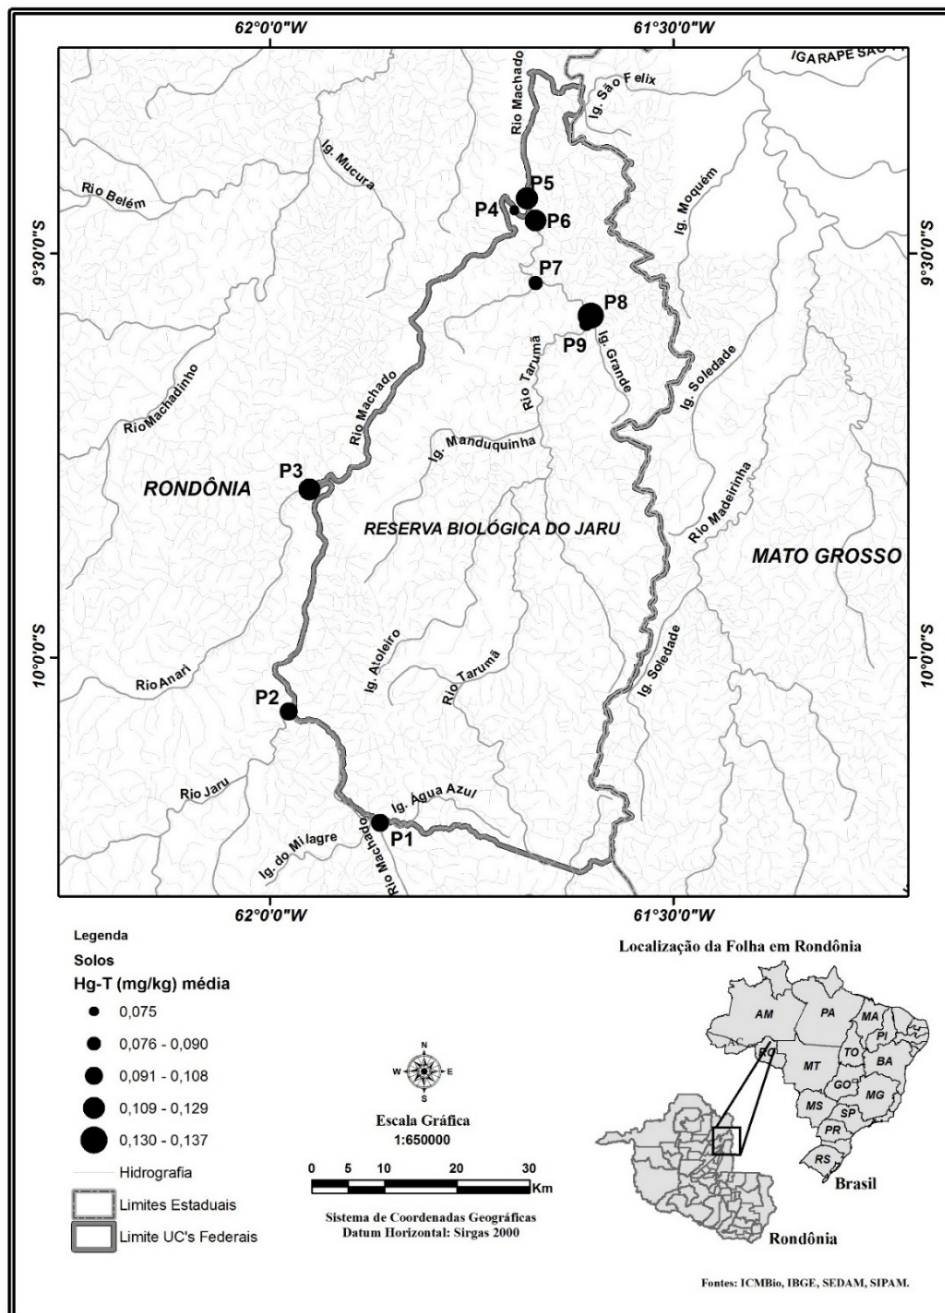 62°0'0"W
61°30'0"W
IGARAPE SÃO
Rio Machado
Ig. São Felix
Ig. Mucura
Rio Belém
Ig. Moquém
P5
P4
P6
9°30'0"S
9°30'0"S
P7
P8
P9
Ig. Grande
Rio Tarumã
Ig. Soledade
Rio Machadinho
Rio Machado
Ig. Manduquinha
P3
RONDÔNIA
Rio Madeirinha
RESERVA BIOLÓGICA DO JARU
MATO GROSSO
Ig. Atoleiro
Rio Tarumã
Ig. Soledade
10°0'0"S
10°0'0"S
Rio Anari
P2
Rio Jaru
Ig. Água Azul
P1
Ig. do Milagre
Rio Machado
62°0'0"W
61°30'0"W
Legenda
Solos
Hg-T (mg/kg) média
0,075
0,076 - 0,090
0,091 - 0,108
0,109 - 0,129
0,130 - 0,137
Hidrografia
Limites Estaduais
Limite UC's Federais
N
W E
S
Escala Gráfica
1:650000
0 5 10 20 30
Km
Sistema de Coordenadas Geográficas
Datum Horizontal: Sirgas 2000
Localização da Folha em Rondônia
AM
PA
MA
PI
AC
RO
TO
BA
MT
GO
MG
MS
SP
PR
RS
Brasil
Rondônia
Fontes: ICMBio, IBGE, SEDAM, SIPAM.